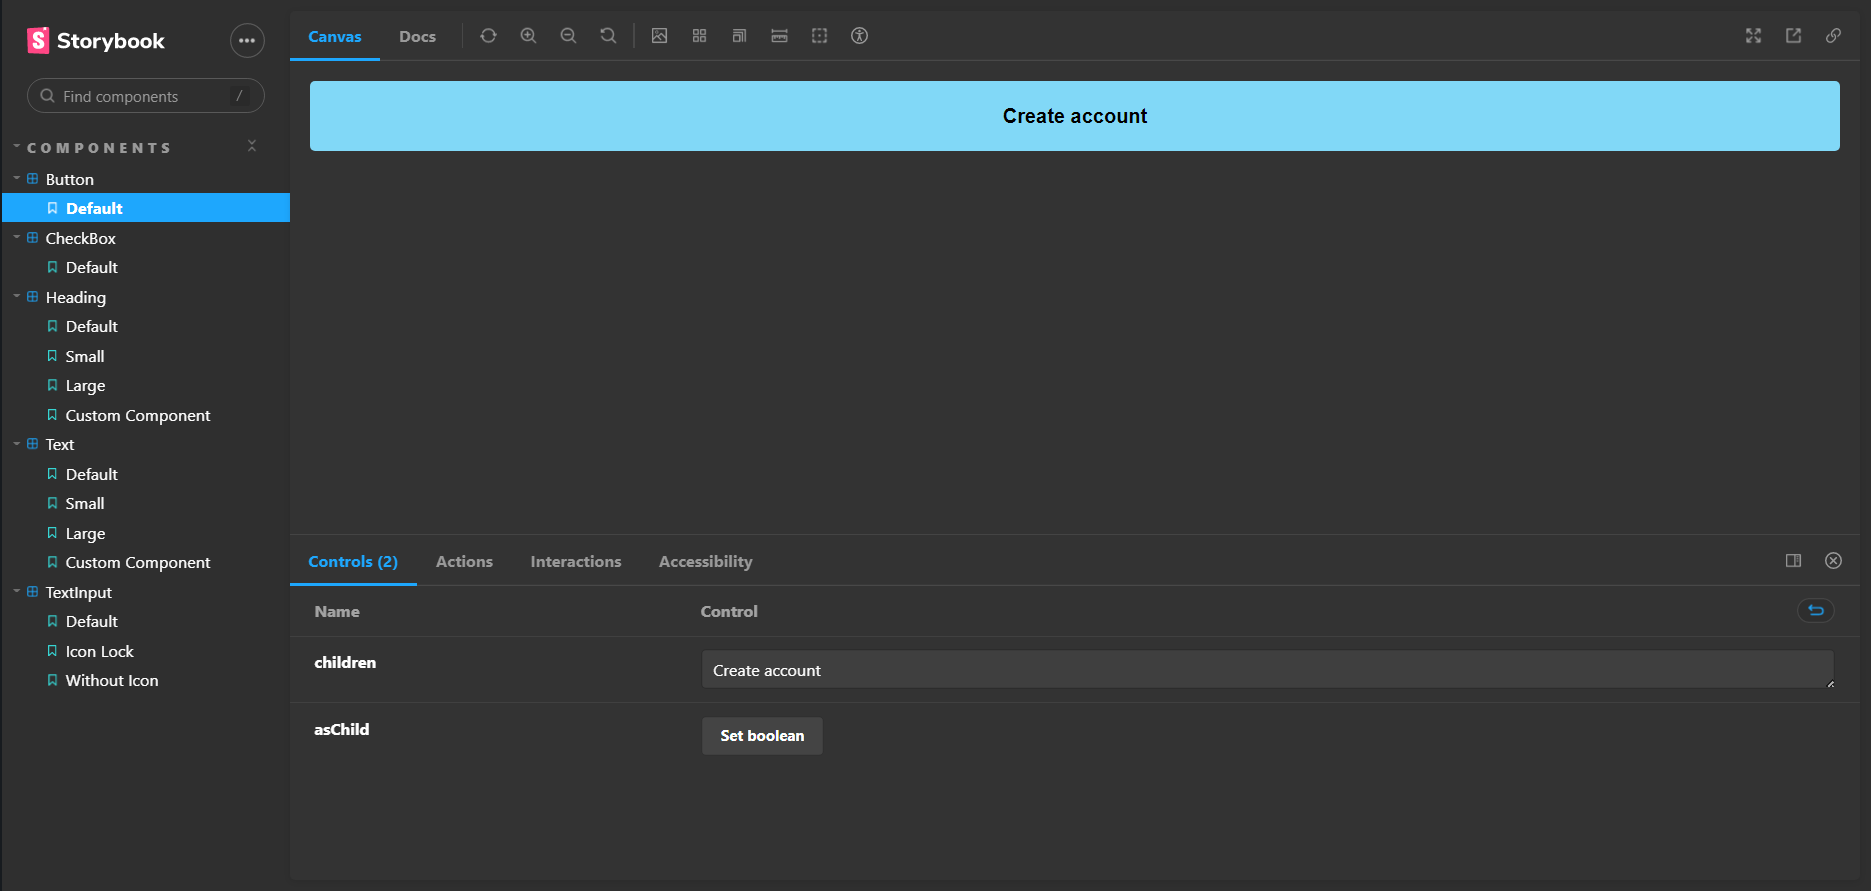 Storybook
Find components /
COMPONENTS
Button
Default
CheckBox
Default
Heading
Default
Small
Large
Custom Component
Text
Default
Small
Large
Custom Component
TextInput
Default
Icon Lock
Without Icon
Canvas Docs
Create account
Controls (2) Actions Interactions Accessibility
Name Control
children Create account
asChild Set boolean